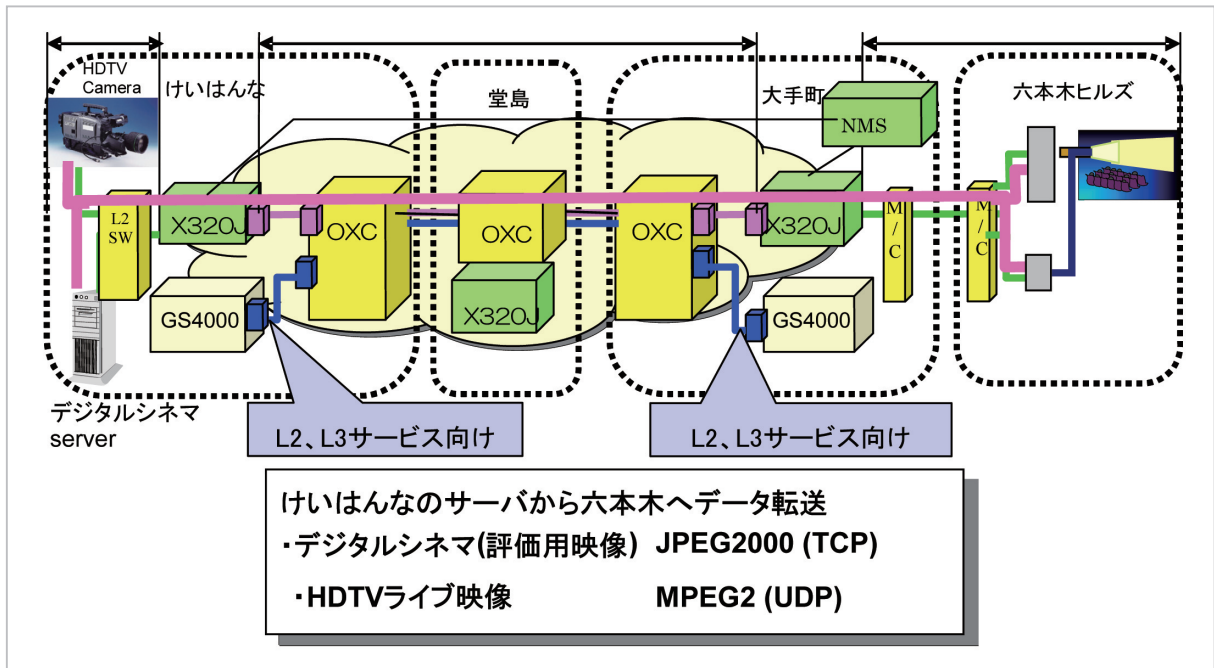 HDTV
Camera
けいはんな
堂島
大手町
六本木ヒルズ
NMS
L2
SW
X320J
OXC
OXC
OXC
X320J
M/C
M/C
GS4000
X320J
GS4000
デジタルシネマ
server
L2、L3サービス向け
L2、L3サービス向け
けいはんなのサーバから六本木へデータ転送
・デジタルシネマ(評価用映像) JPEG2000 (TCP)
・HDTVライブ映像 MPEG2 (UDP)